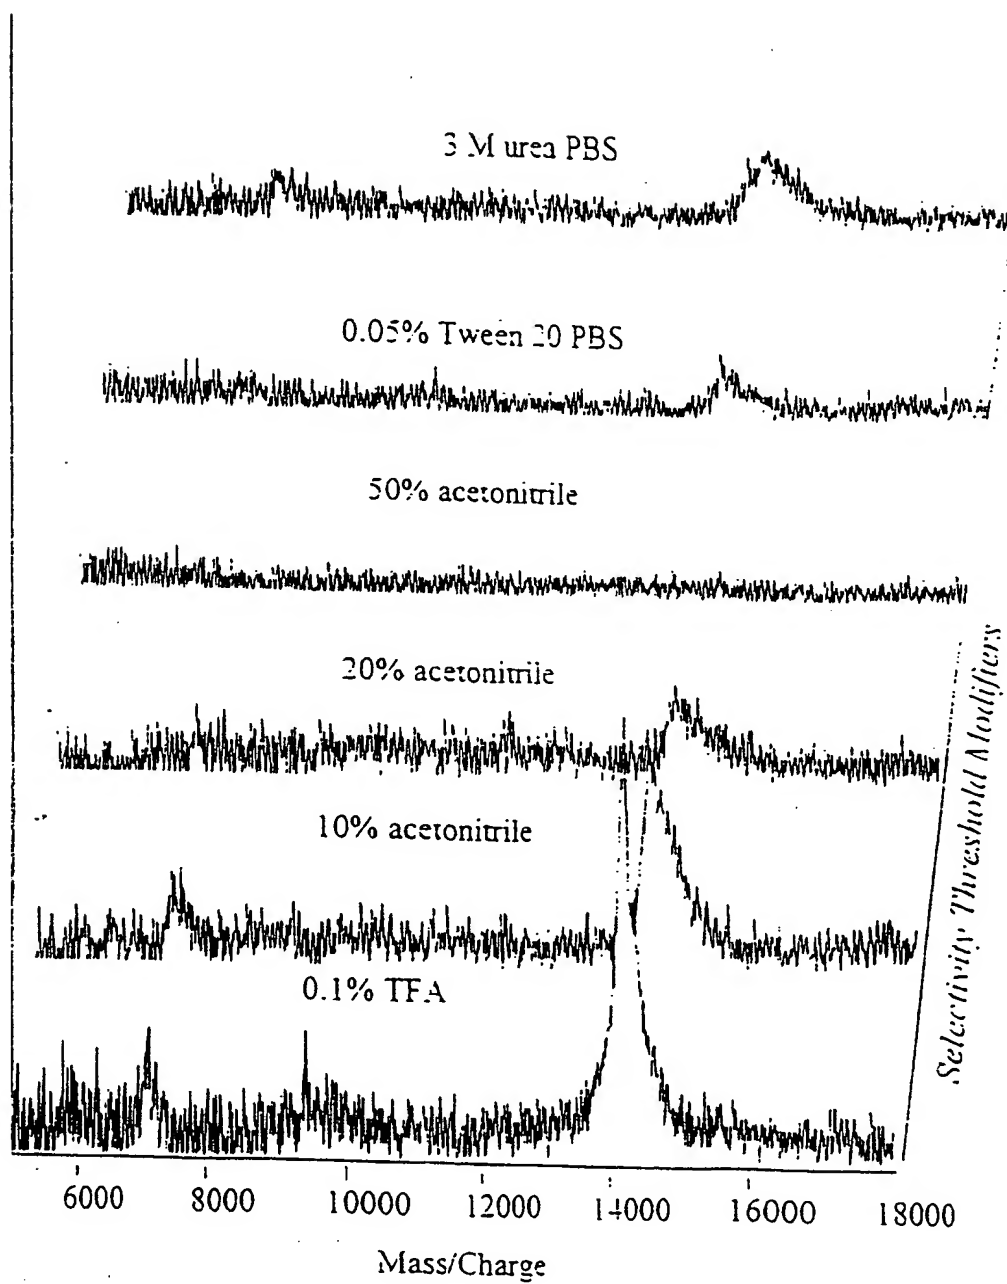 3 M urea PBS
0.05% Tween 20 PBS
50% acetonitrile
20% acetonitrile
10% acetonitrile
0.1% TFA
Selectivity Threshold Modifiers
6000 8000 10000 12000 14000 16000 18000
Mass/Charge